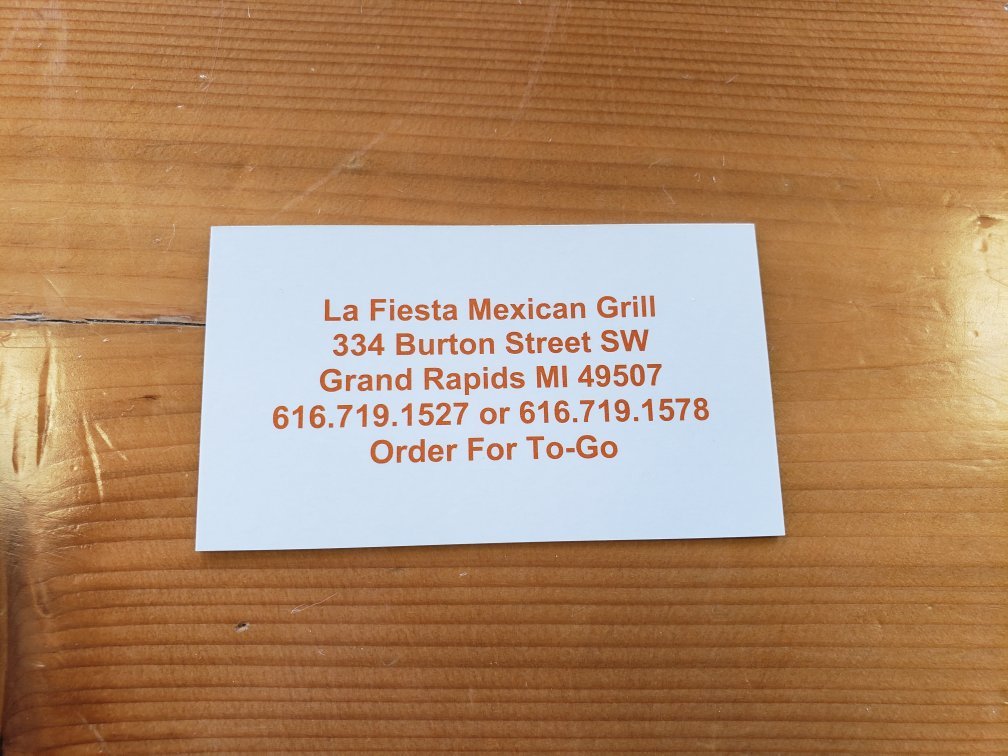 La Fiesta Mexican Grill
334 Burton Street SW
Grand Rapids MI 49507
616.719.1527 or 616.719.1578
Order For To-Go